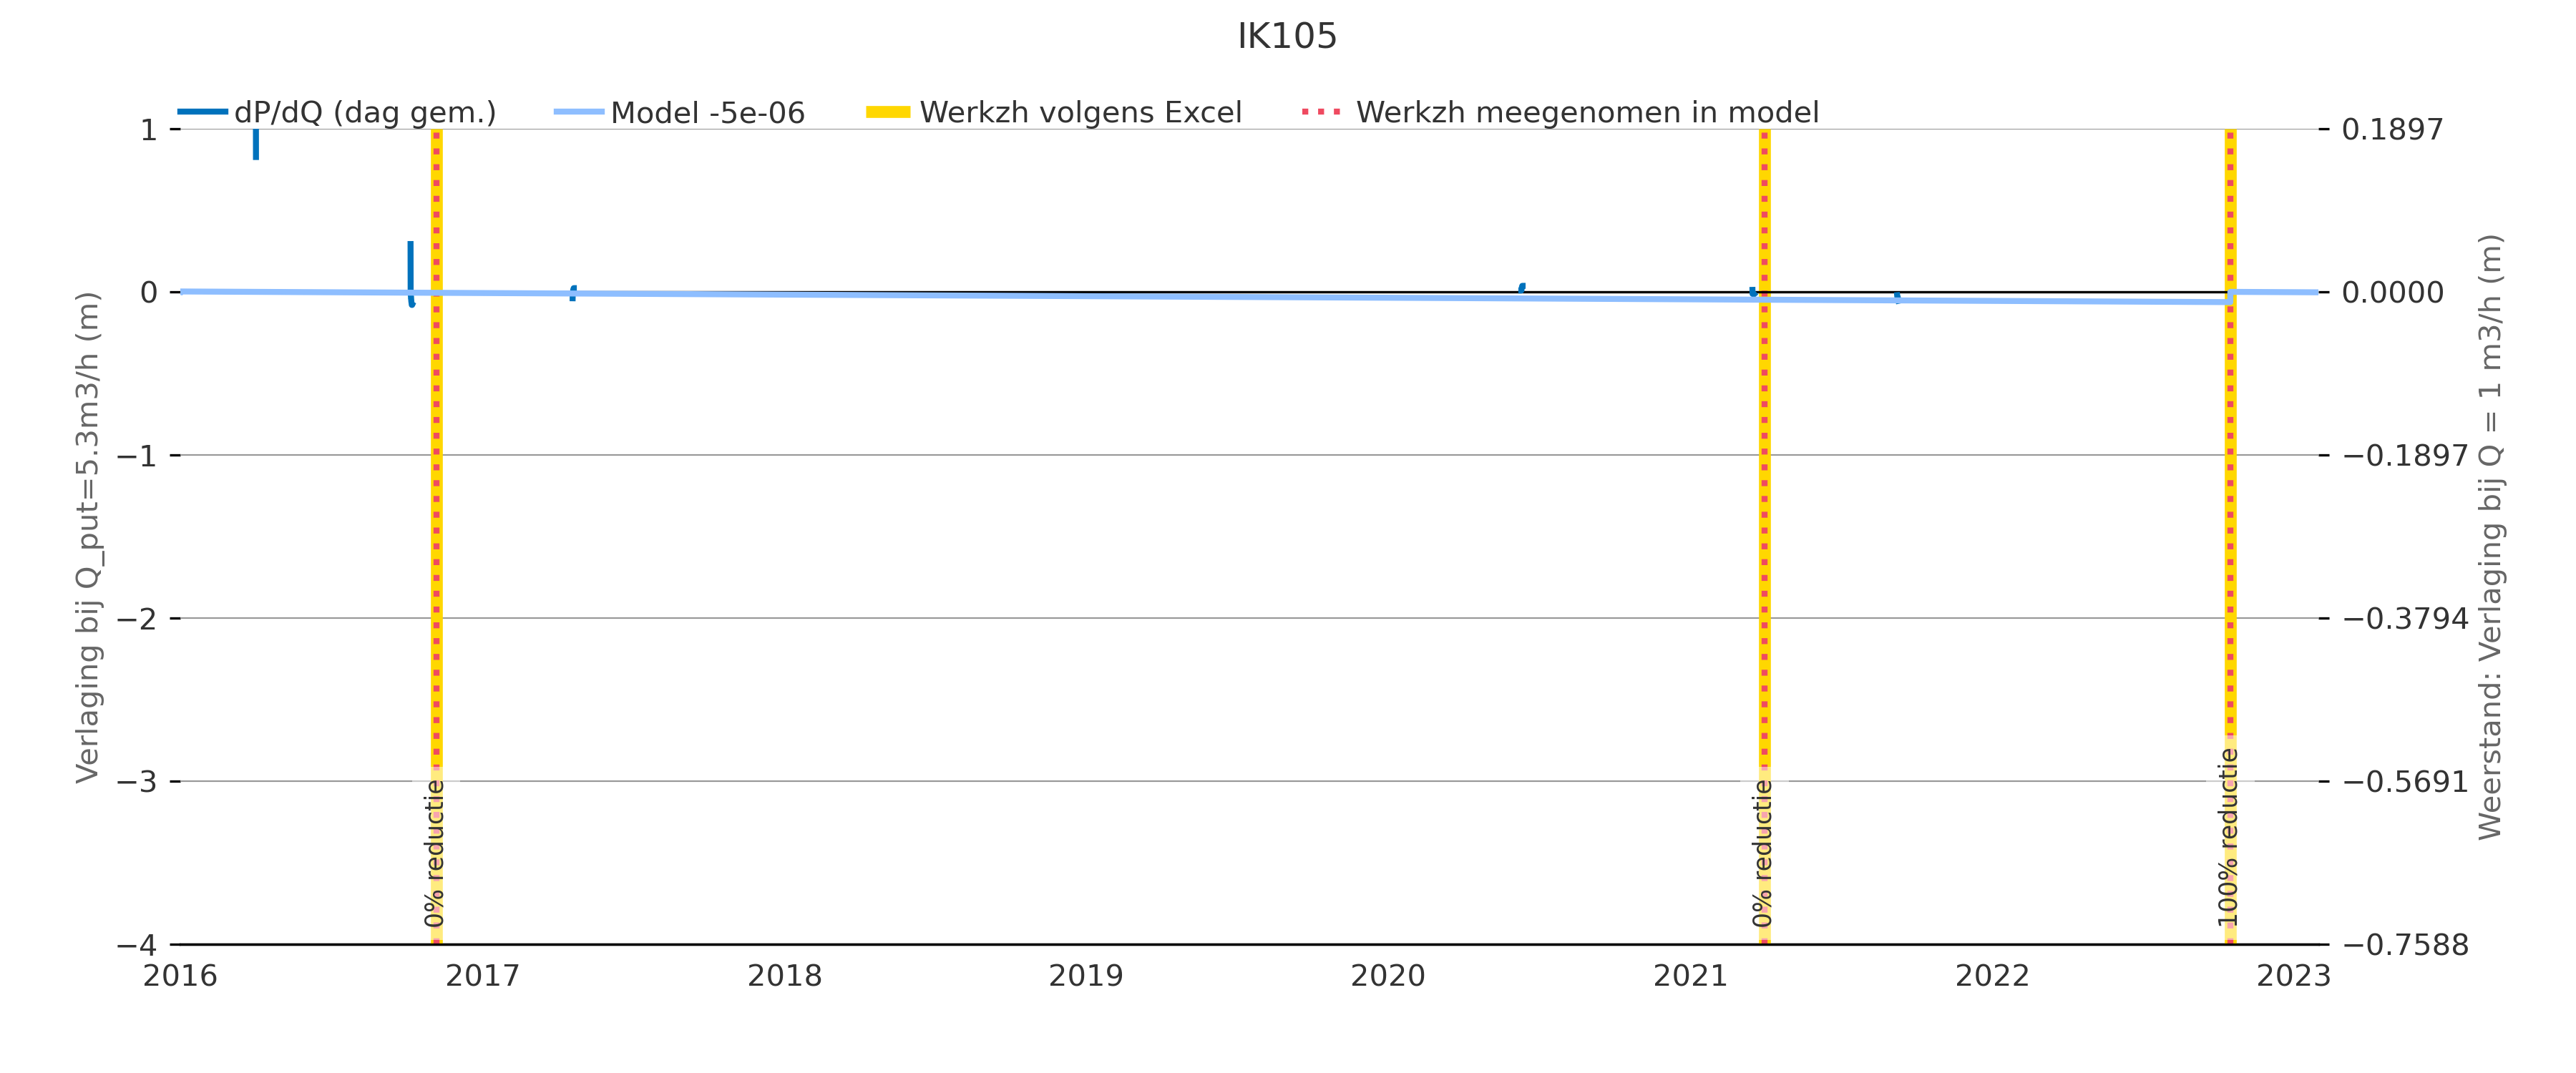 IK105
dP/dQ (dag gem.)
Model -5e-06
Werkzh volgens Excel
Werkzh meegenomen in model
Verlaging bij Q_put=5.3m3/h (m)
1
0
−1
−2
−3
−4
0.1897
0.0000
−0.1897
−0.3794
−0.5691
−0.7588
Weerstand: Verlaging bij Q = 1 m3/h (m)
0% reductie
0% reductie
100% reductie
2016
2017
2018
2019
2020
2021
2022
2023